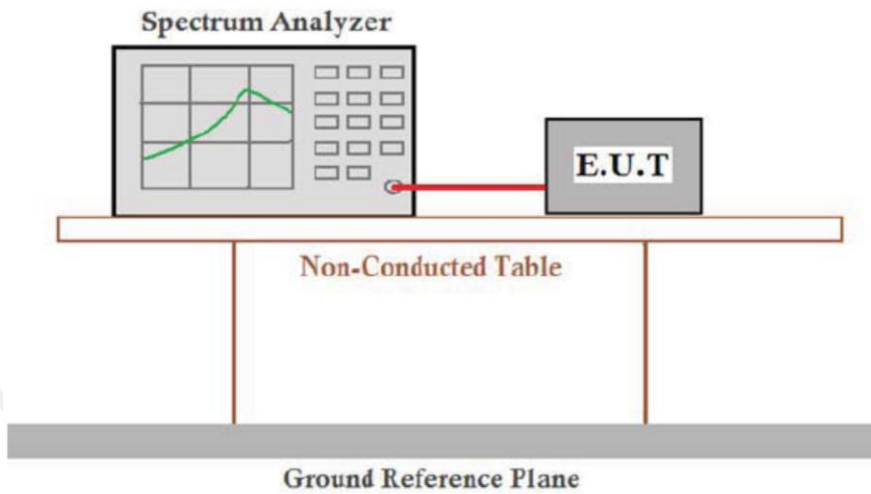 Spectrum Analyzer
E.U.T
Non-Conducted Table
Ground Reference Plane